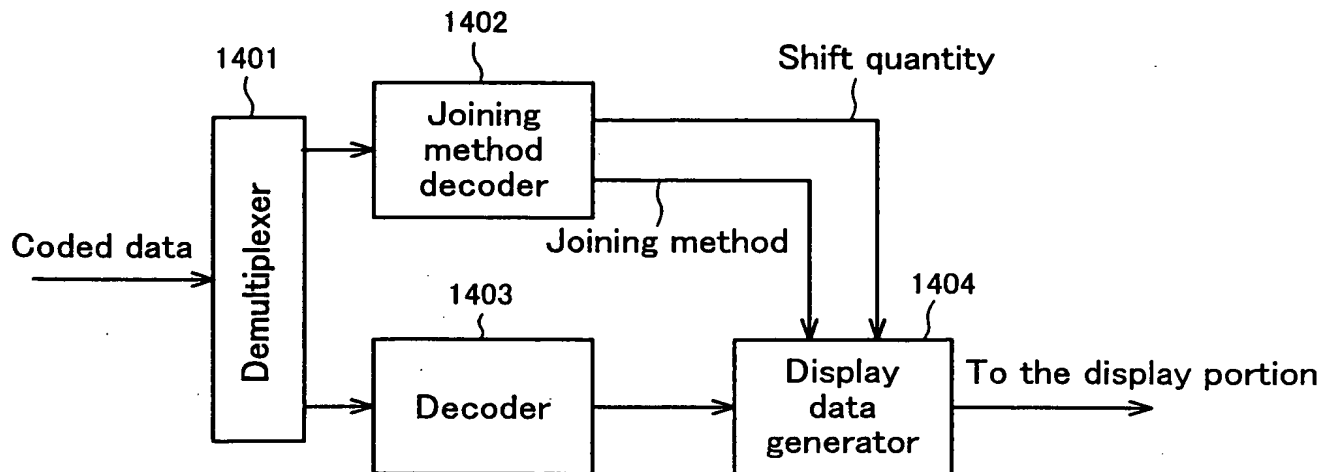 1402
1401
Shift quantity
Joining
method
decoder
Demultiplexer
Joining method
Coded data
1403
1404
Decoder
Display
data
generator
To the display portion